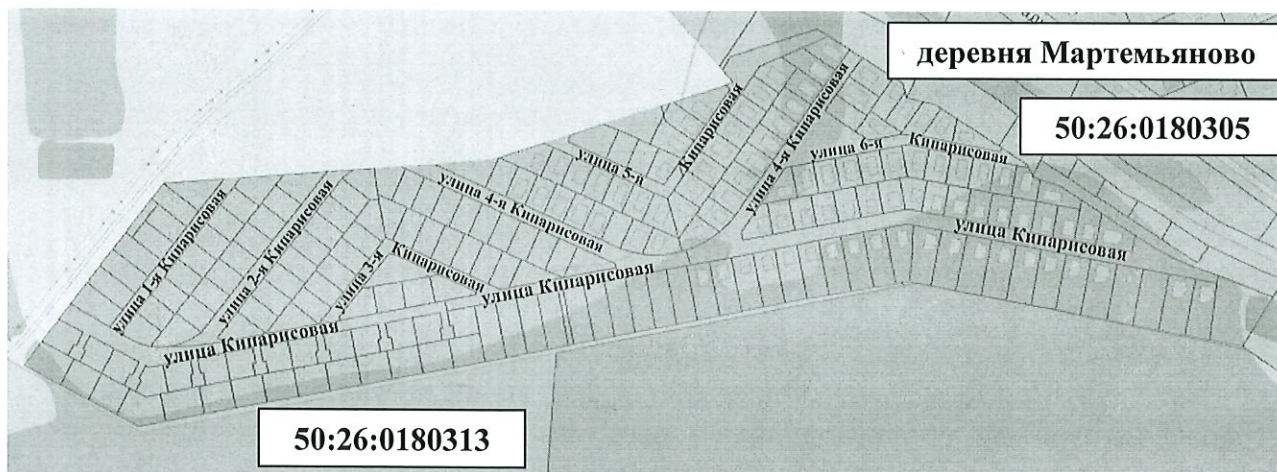 деревня Мартемьяново
50:26:0180305
улица 5-я Кипарисовая
улица 4-я Кипарисовая
улица 6-я Кипарисовая
улица 4-я Кипарисовая
улица 1-я Кипарисовая
улица 2-я Кипарисовая
улица 3-я Кипарисовая
улица Кипарисовая
улица Кипарисовая
улица Кипарисовая
50:26:0180313